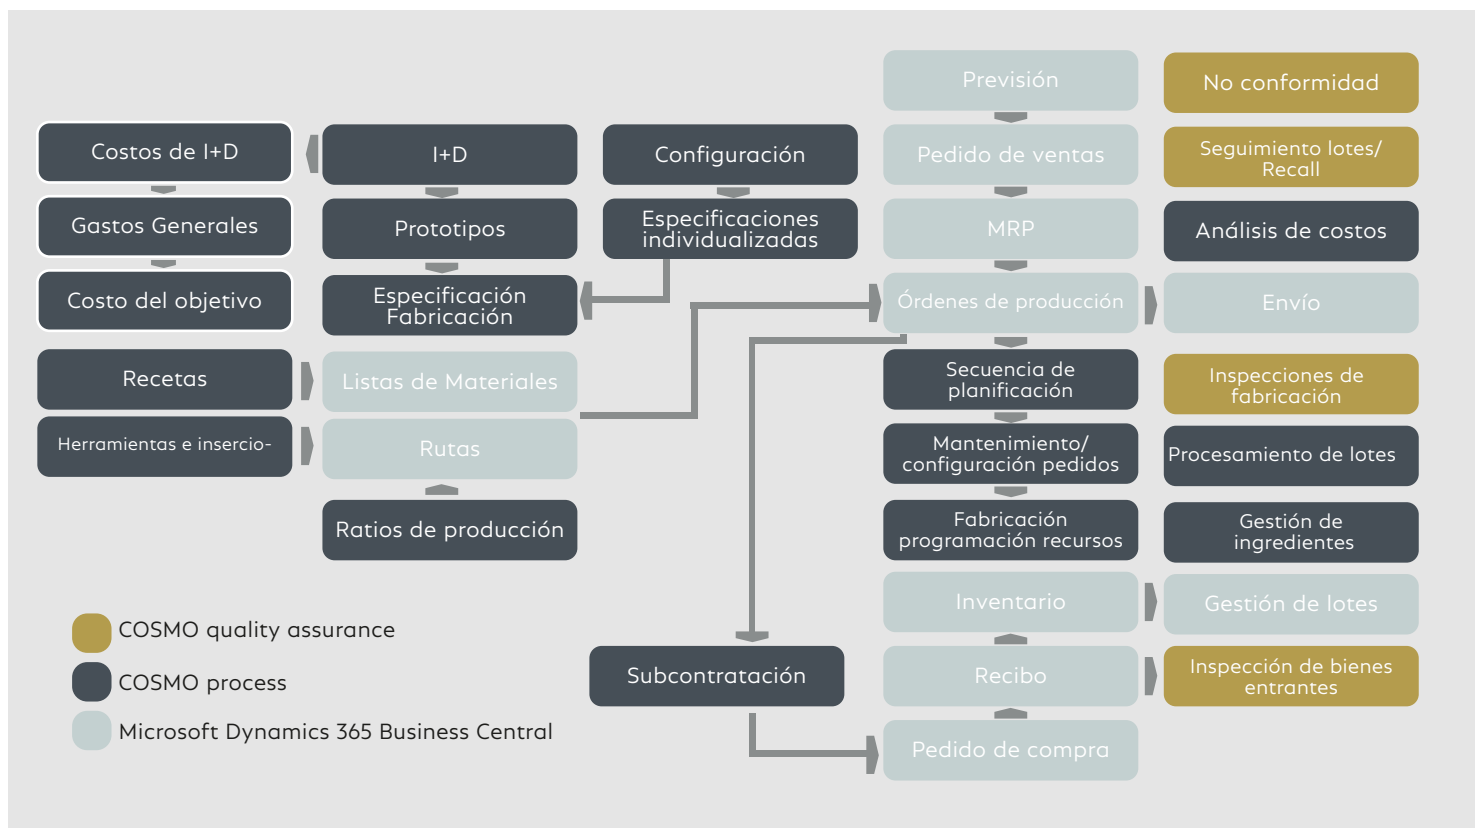 Previsión
No conformidad
Costos de I+D
I+D
Configuración
Pedido de ventas
Seguimiento lotes/
Recall
Gastos Generales
Prototipos
Especificaciones
individualizadas
MRP
Análisis de costos
Costo del objetivo
Especificación
Fabricación
Órdenes de producción
Envío
Recetas
Listas de Materiales
Secuencia de
planificación
Inspecciones de
fabricación
Herramientas e insercio-
Rutas
Mantenimiento/
configuración pedidos
Procesamiento de lotes
Ratios de producción
Fabricación
programación recursos
Gestión de
ingredientes
Inventario
Gestión de lotes
COSMO quality assurance
COSMO process
Microsoft Dynamics 365 Business Central
Subcontratación
Recibo
Inspección de bienes
entrantes
Pedido de compra